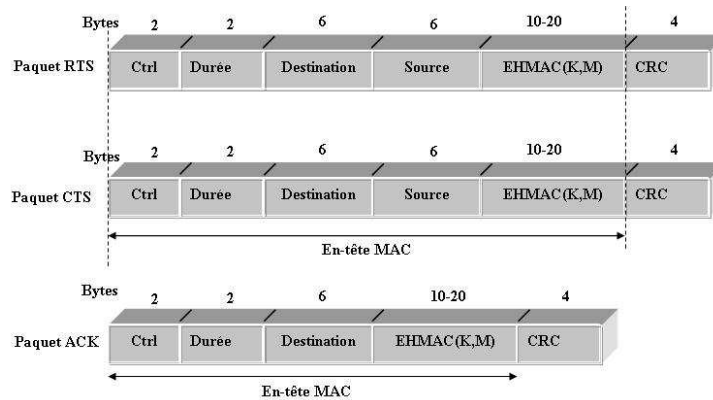 Bytes 2 2 6 6 10-20 4
Paquet RTS Ctrl Durée Destination Source EHMAC(K,M) CRC
Bytes 2 2 6 6 10-20 4
Paquet CTS Ctrl Durée Destination Source EHMAC(K,M) CRC
En-tête MAC
Bytes 2 2 6 10-20 4
Paquet ACK Ctrl Durée Destination EHMAC(K,M) CRC
En-tête MAC